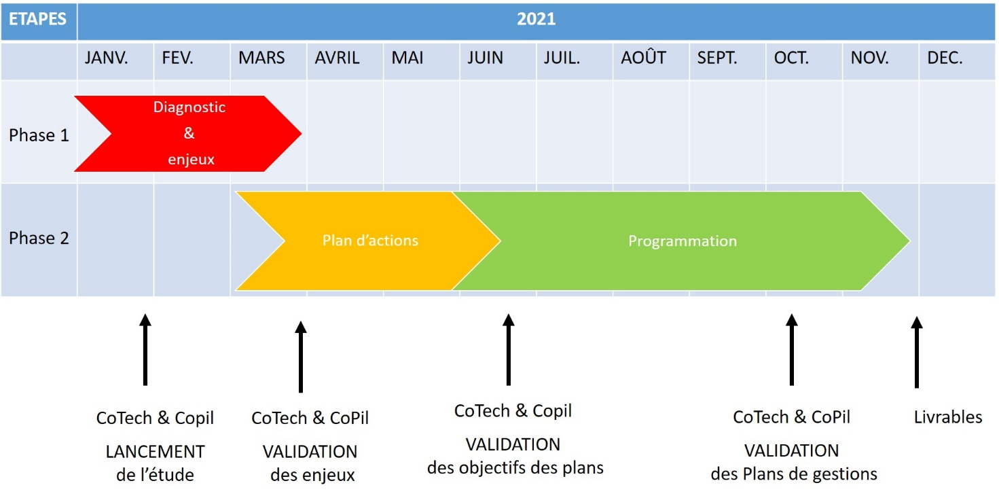 ETAPES 2021
JANV. FEV. MARS AVRIL MAI JUIN JUIL. AOÛT SEPT. OCT. NOV. DEC.
Phase 1
Diagnostic
&
enjeux
Phase 2
Plan d’actions
Programmation
CoTech & Copil
LANCEMENT
de l’étude
CoTech & CoPil
VALIDATION
des enjeux
CoTech & Copil
VALIDATION
des objectifs des plans
CoTech & CoPil
VALIDATION
des Plans de gestions
Livrables